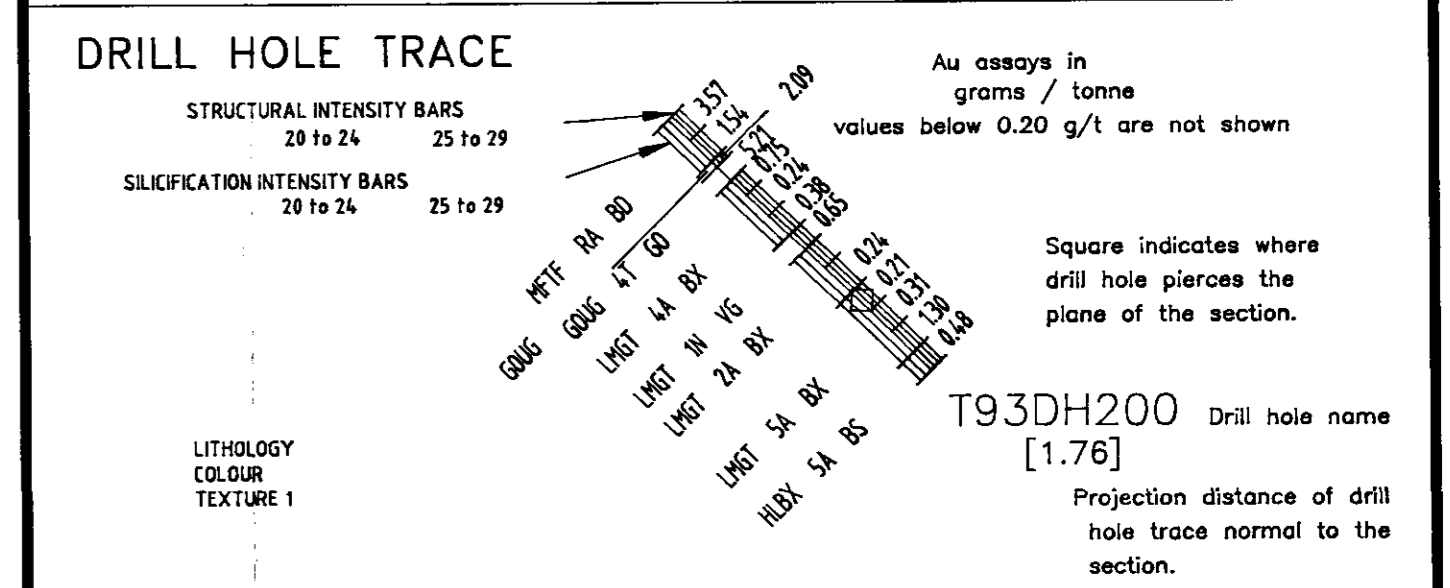 DRILL HOLE TRACE
STRUCTURAL INTENSITY BARS
20 to 24 25 to 29
SILICIFICATION INTENSITY BARS
20 to 24 25 to 29
3.57
1.54
2.09
5.21
0.75
0.24
0.38
0.65
0.24
0.21
0.31
1.30
0.48
MFTF RA BD
GOUG GOUG 4T GO
LMGT 4A BX
LMGT 1N VG
LMGT 2A BX
LMGT 5A BX
HLBX 5A BS
LITHOLOGY
COLOUR
TEXTURE 1
Au assays in
grams / tonne
values below 0.20 g/t are not shown
Square indicates where
drill hole pierces the
plane of the section.
T93DH200 Drill hole name
[1.76]
Projection distance of drill
hole trace normal to the
section.